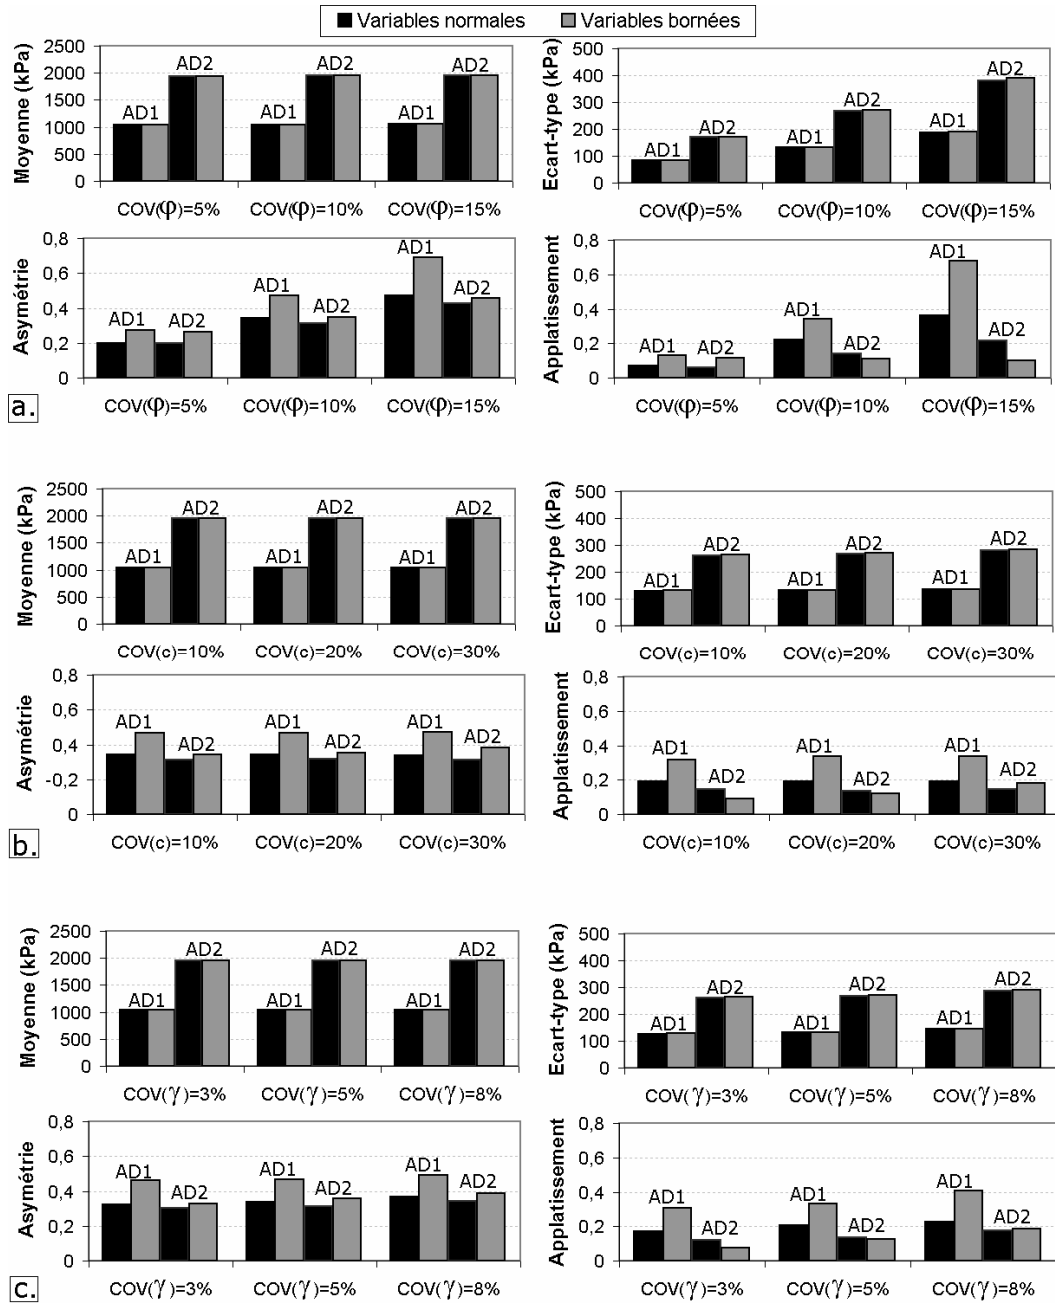 Variables normales Variables bornées
Moyenne (kPa)
2500
2000
1500
1000
500
0
AD1 AD2 AD1 AD2 AD1 AD2
COV(φ)=5% COV(φ)=10% COV(φ)=15%
Ecart-type (kPa)
500
400
300
200
100
0
AD1 AD2 AD1 AD2 AD1 AD2
COV(φ)=5% COV(φ)=10% COV(φ)=15%
Asymétrie
0,8
0,6
0,4
0,2
0
AD1 AD2 AD1 AD2 AD1 AD2
COV(φ)=5% COV(φ)=10% COV(φ)=15%
Applatissement
0,8
0,6
0,4
0,2
0
AD1 AD2 AD1 AD2 AD1 AD2
COV(φ)=5% COV(φ)=10% COV(φ)=15%
a.
Moyenne (kPa)
2500
2000
1500
1000
500
0
AD1 AD2 AD1 AD2 AD1 AD2
COV(c)=10% COV(c)=20% COV(c)=30%
Ecart-type (kPa)
500
400
300
200
100
0
AD1 AD2 AD1 AD2 AD1 AD2
COV(c)=10% COV(c)=20% COV(c)=30%
Asymétrie
0,8
0,6
0,4
-0,2
0
AD1 AD2 AD1 AD2 AD1 AD2
COV(c)=10% COV(c)=20% COV(c)=30%
Applatissement
0,8
0,6
0,4
0,2
0
AD1 AD2 AD1 AD2 AD1 AD2
COV(c)=10% COV(c)=20% COV(c)=30%
b.
Moyenne (kPa)
2500
2000
1500
1000
500
0
AD1 AD2 AD1 AD2 AD1 AD2
COV(γ)=3% COV(γ)=5% COV(γ)=8%
Ecart-type (kPa)
500
400
300
200
100
0
AD1 AD2 AD1 AD2 AD1 AD2
COV(γ)=3% COV(γ)=5% COV(γ)=8%
Asymétrie
0,8
0,6
0,4
0,2
0
AD1 AD2 AD1 AD2 AD1 AD2
COV(γ)=3% COV(γ)=5% COV(γ)=8%
Applatissement
0,8
0,6
0,4
0,2
0
AD1 AD2 AD1 AD2 AD1 AD2
COV(γ)=3% COV(γ)=5% COV(γ)=8%
c.